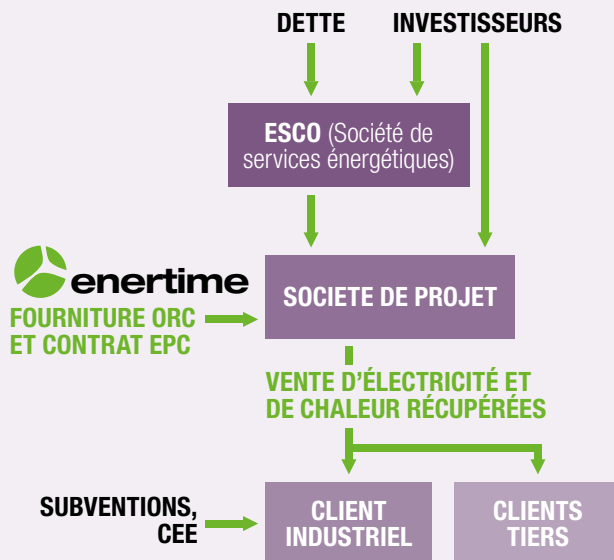 DETTE
INVESTISSEURS
ESCO (Société de
services énergétiques)
enertime
FOURNITURE ORC
ET CONTRAT EPC
SOCIETE DE PROJET
VENTE D'ÉLECTRICITÉ ET
DE CHALEUR RÉCUPÉRÉES
SUBVENTIONS,
CEE
CLIENT
INDUSTRIEL
CLIENTS
TIERS